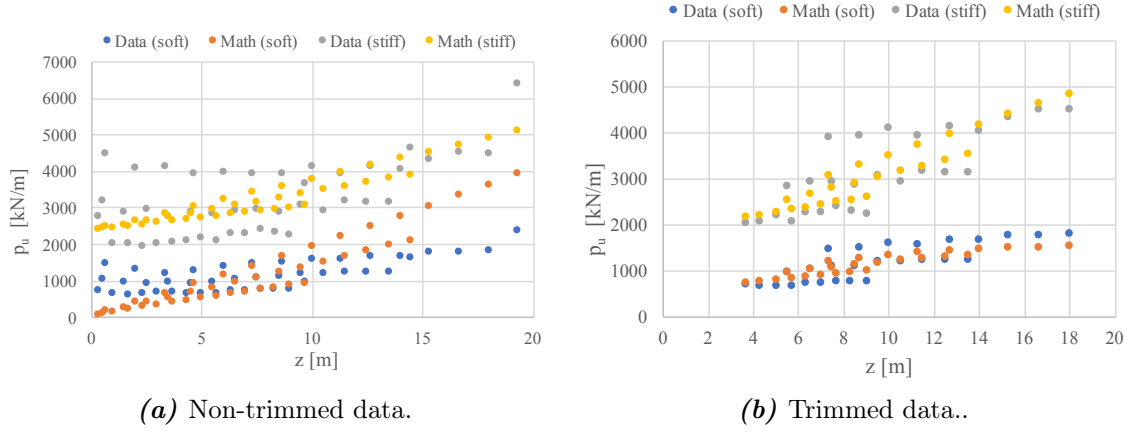 Data (soft) Math (soft) Data (stiff) Math (stiff)
7000
6000
5000
4000
3000
2000
1000
0
p_u [kN/m]
0 5 10 15 20
z [m]
(a) Non-trimmed data.
Data (soft) Math (soft) Data (stiff) Math (stiff)
6000
5000
4000
3000
2000
1000
0
p_u [kN/m]
0 2 4 6 8 10 12 14 16 18 20
z [m]
(b) Trimmed data..